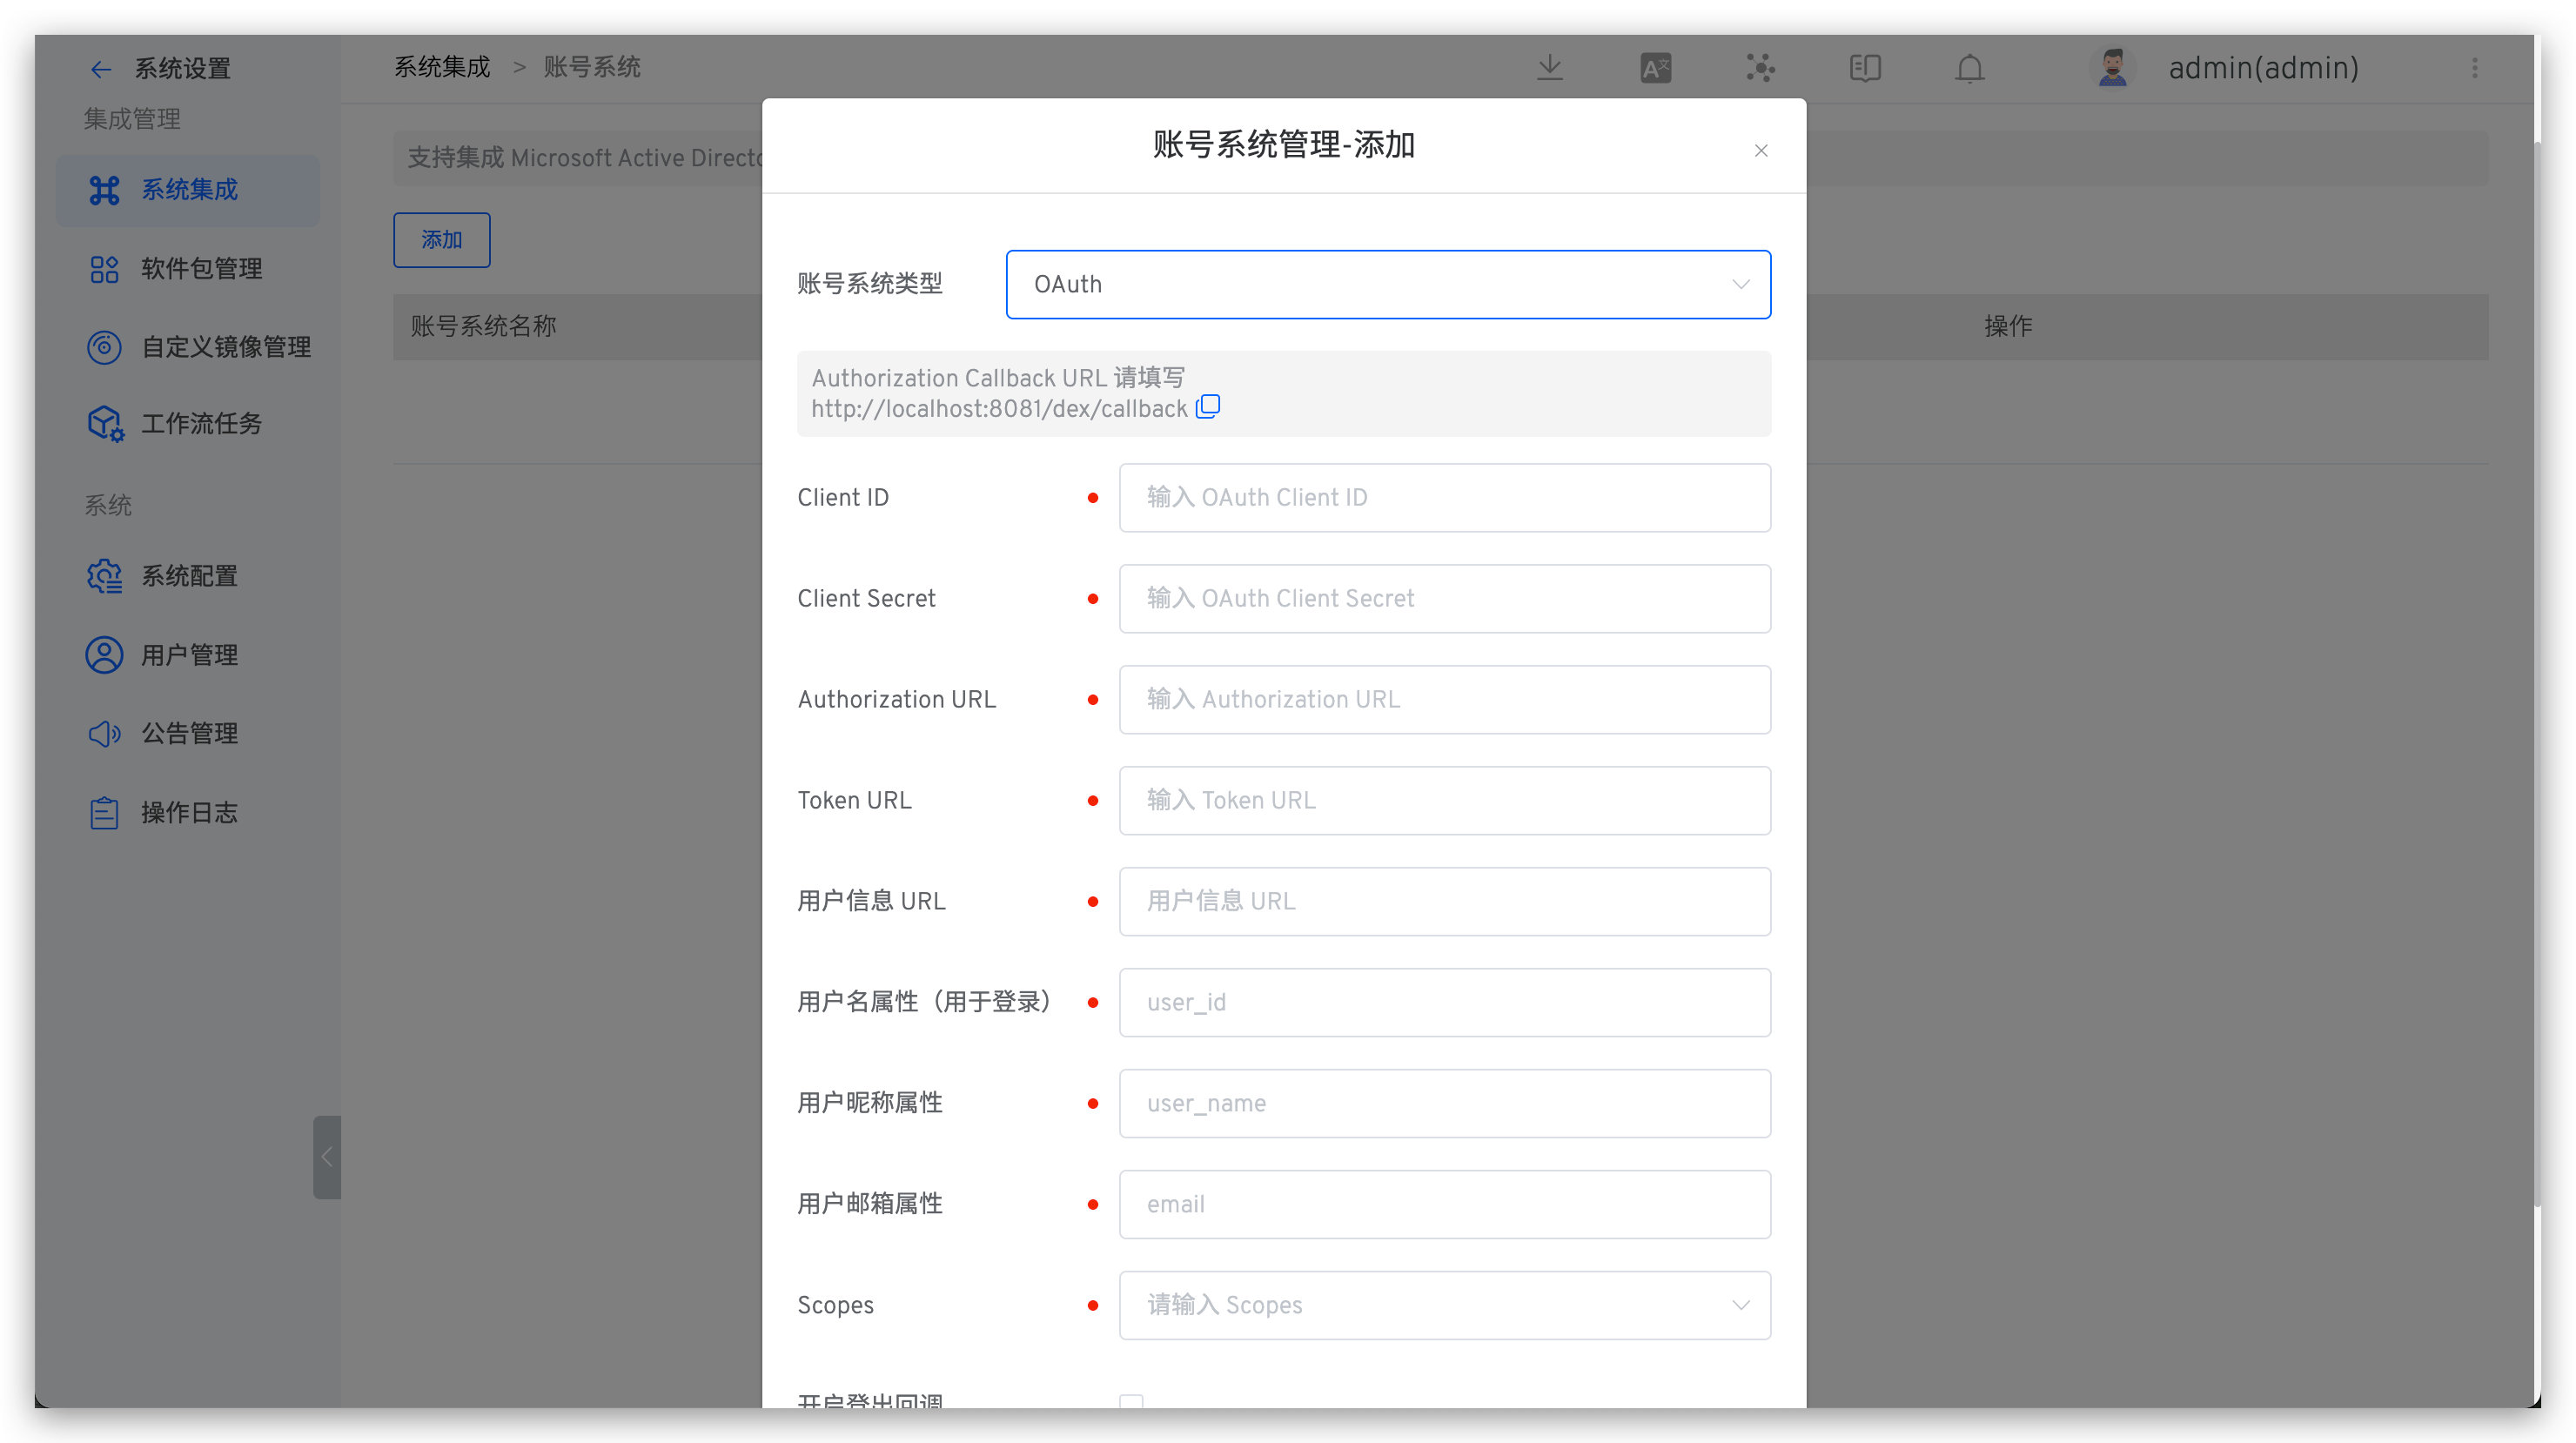 系统设置
集成管理
系统集成
软件包管理
自定义镜像管理
工作流任务
系统
系统配置
用户管理
公告管理
操作日志
系统集成 > 账号系统
admin(admin)
支持集成 Microsoft Active Directo
添加
账号系统名称
操作
账号系统管理-添加
账号系统类型
OAuth
Authorization Callback URL 请填写
http://localhost:8081/dex/callback
Client ID
输入 OAuth Client ID
Client Secret
输入 OAuth Client Secret
Authorization URL
输入 Authorization URL
Token URL
输入 Token URL
用户信息 URL
用户信息 URL
用户名属性（用于登录）
user_id
用户昵称属性
user_name
用户邮箱属性
email
Scopes
请输入 Scopes
开启登出回调